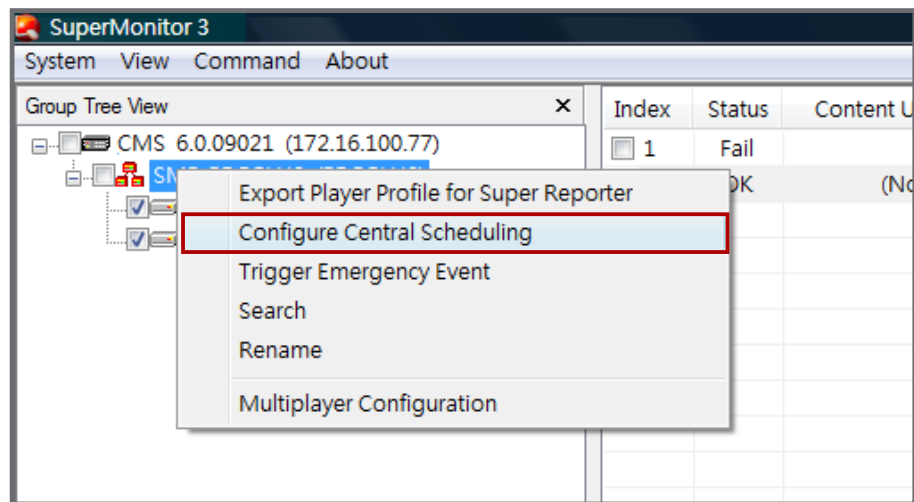 SuperMonitor 3
System View Command About
Group Tree View
Index Status Content U
CMS 6.0.09021 (172.16.100.77)
1 Fail
OK (No
Export Player Profile for Super Reporter
Configure Central Scheduling
Trigger Emergency Event
Search
Rename
Multiplayer Configuration